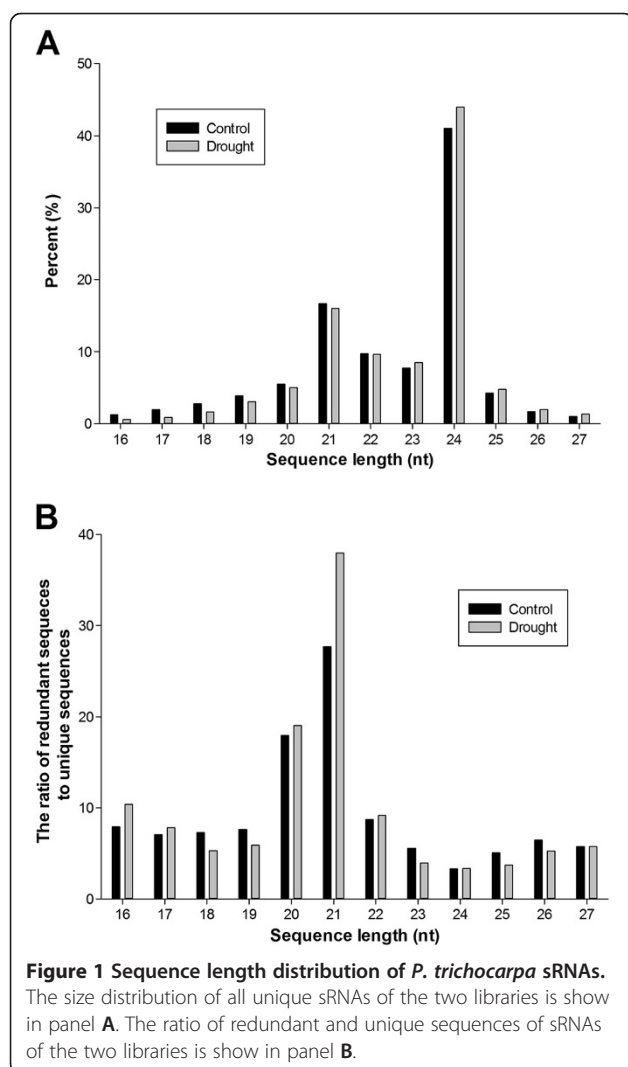 A
50
40
30
20
10
0
Percent (%)
Control
Drought
16 17 18 19 20 21 22 23 24 25 26 27
Sequence length (nt)
B
40
30
20
10
0
The ratio of redundant sequeces
to unique sequences
Control
Drought
16 17 18 19 20 21 22 23 24 25 26 27
Sequence length (nt)
Figure 1 Sequence length distribution of P. trichocarpa sRNAs.
The size distribution of all unique sRNAs of the two libraries is show
in panel A. The ratio of redundant and unique sequences of sRNAs
of the two libraries is show in panel B.